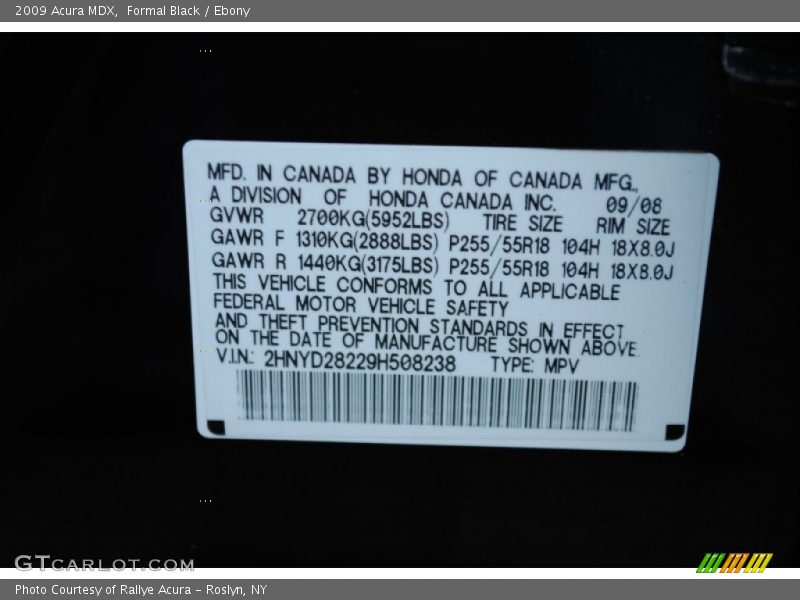 2009 Acura MDX,  Formal Black / Ebony
MFD. IN CANADA BY HONDA OF CANADA MFG.,
A DIVISION OF HONDA CANADA INC. 09/08
GVWR 2700KG(5952LBS) TIRE SIZE RIM SIZE
GAWR F 1310KG(2888LBS) P255/55R18 104H 18X8.0J
GAWR R 1440KG(3175LBS) P255/55R18 104H 18X8.0J
THIS VEHICLE CONFORMS TO ALL APPLICABLE
FEDERAL MOTOR VEHICLE SAFETY
AND THEFT PREVENTION STANDARDS IN EFFECT
ON THE DATE OF MANUFACTURE SHOWN ABOVE.
V.I.N.: 2HNYD28229H508238 TYPE: MPV
GTCARLOT.COM
Photo Courtesy of Rallye Acura - Roslyn, NY